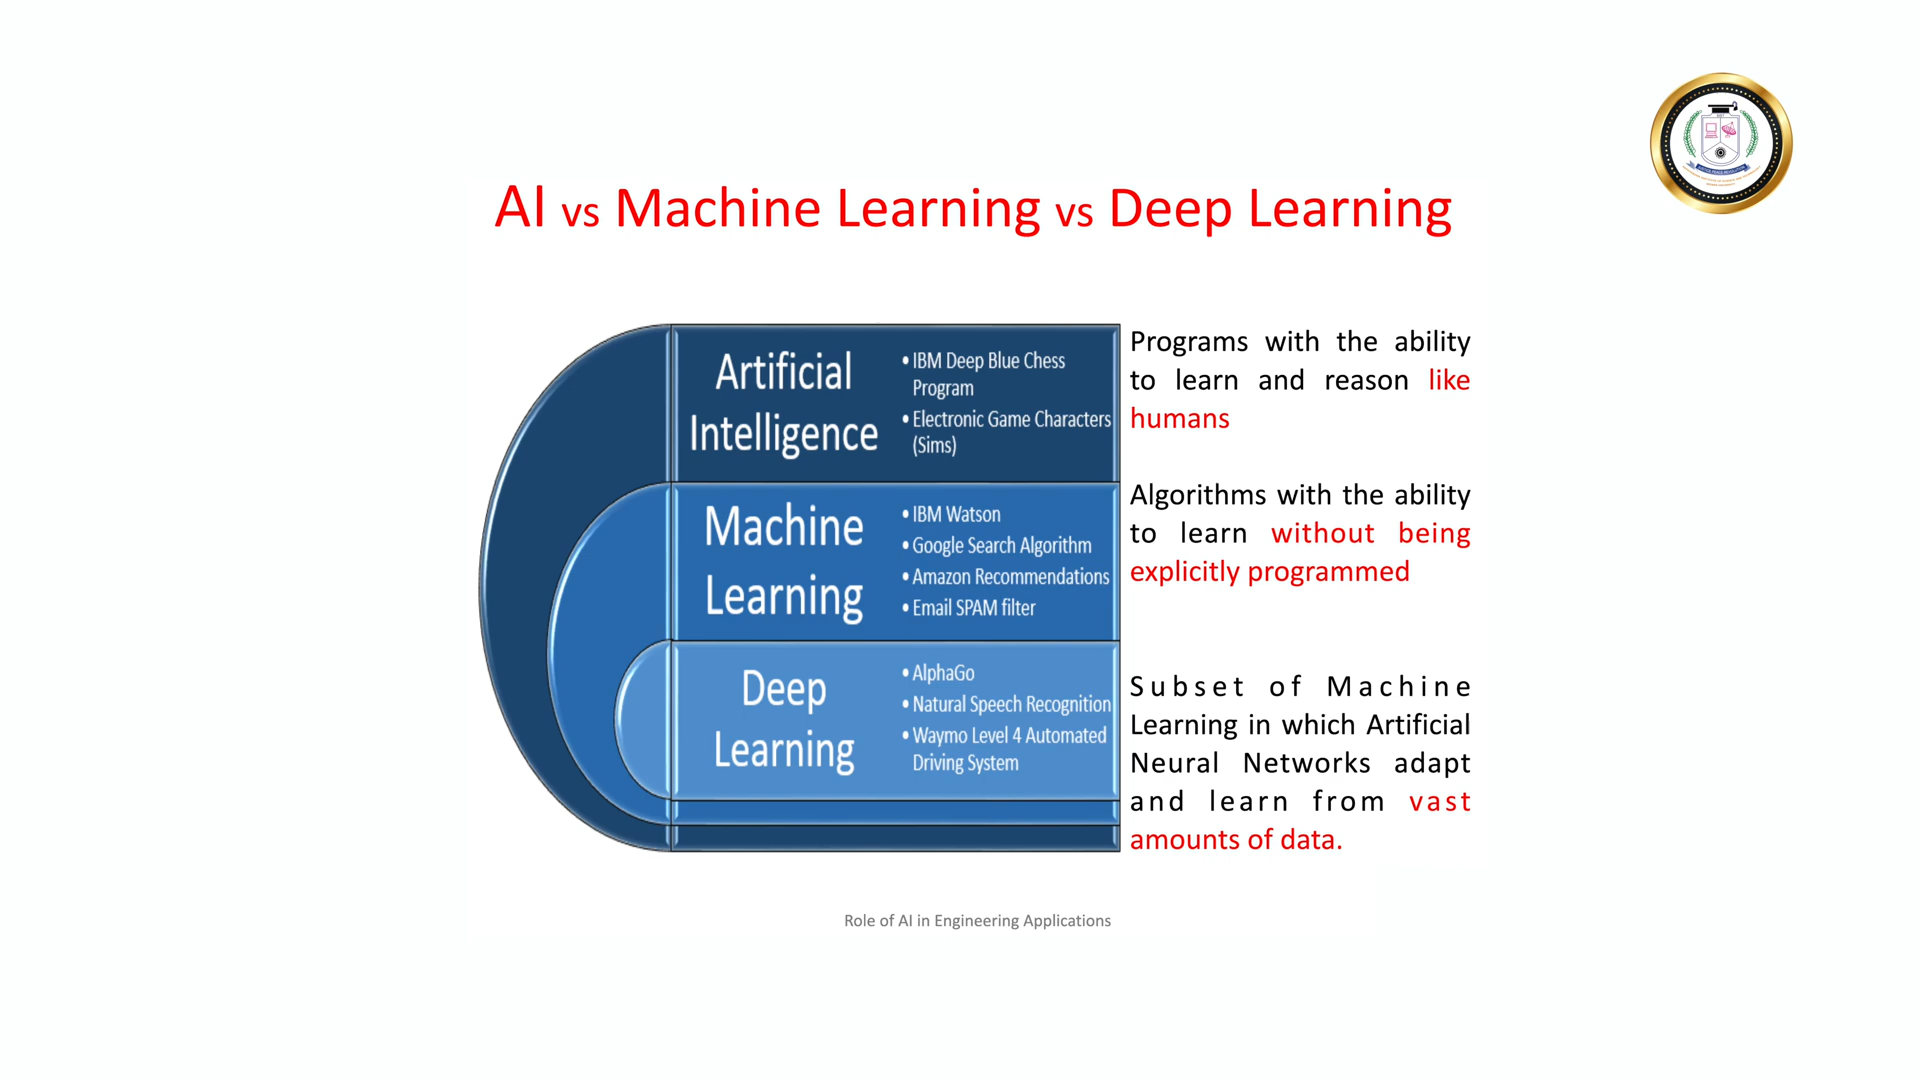 AI vs Machine Learning vs Deep Learning
Artificial
Intelligence
• IBM Deep Blue Chess
Program
• Electronic Game Characters
(Sims)
Programs with the ability
to learn and reason like
humans
Machine
Learning
• IBM Watson
• Google Search Algorithm
• Amazon Recommendations
• Email SPAM filter
Algorithms with the ability
to learn without being
explicitly programmed
Deep
Learning
• AlphaGo
• Natural Speech Recognition
• Waymo Level 4 Automated
Driving System
Subset of Machine
Learning in which Artificial
Neural Networks adapt
and learn from vast
amounts of data.
Role of AI in Engineering Applications